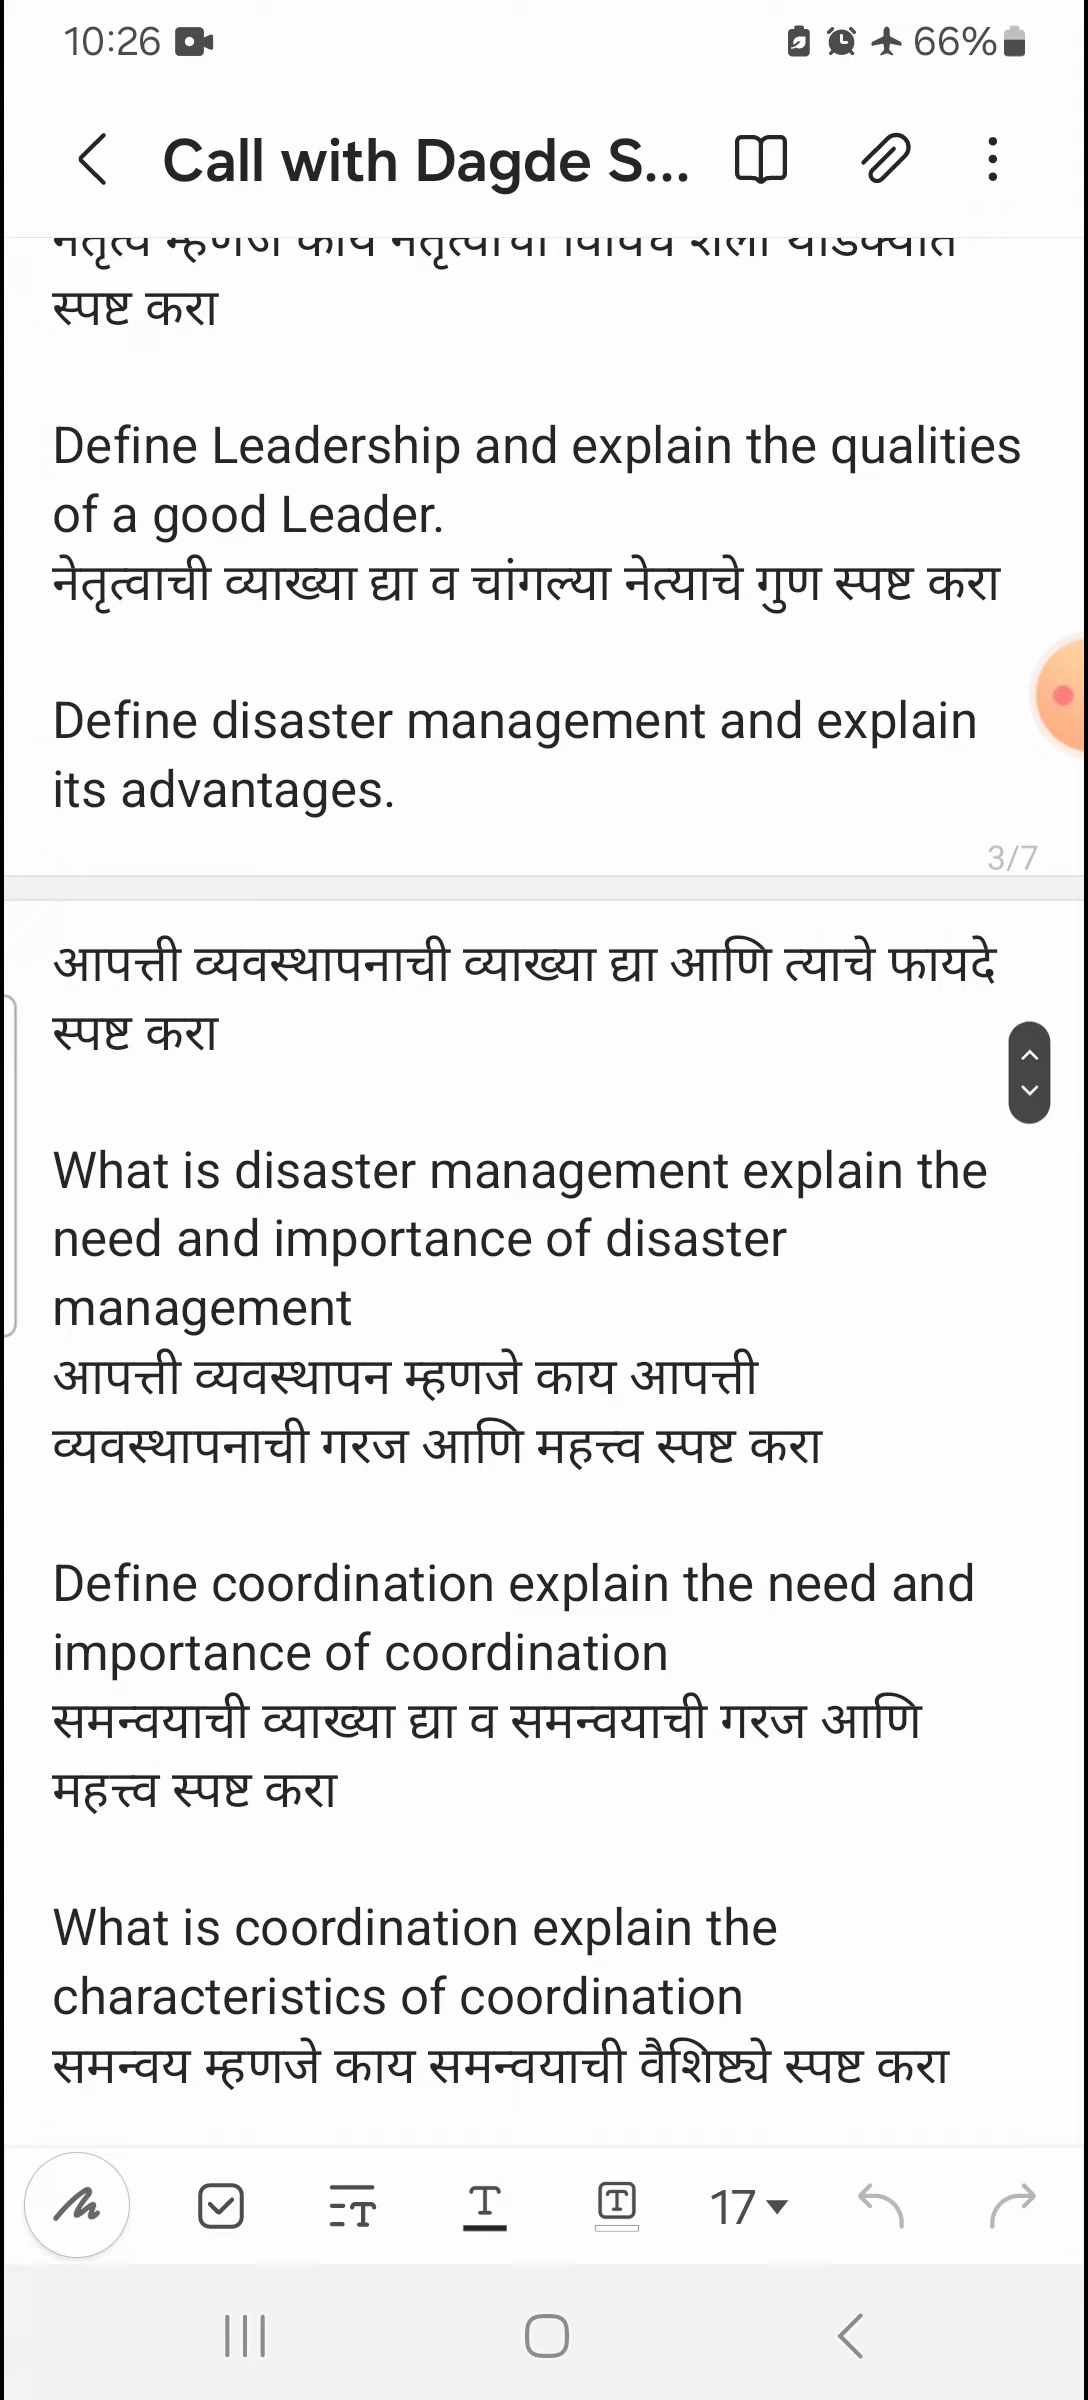 10:26
66%
Call with Dagde S...
स्पष्ट करा
Define Leadership and explain the qualities
of a good Leader.
नेतृत्वाची व्याख्या द्या व चांगल्या नेत्याचे गुण स्पष्ट करा
Define disaster management and explain
its advantages.
3/7
आपत्ती व्यवस्थापनाची व्याख्या द्या आणि त्याचे फायदे
स्पष्ट करा
What is disaster management explain the
need and importance of disaster
management
आपत्ती व्यवस्थापन म्हणजे काय आपत्ती
व्यवस्थापनाची गरज आणि महत्त्व स्पष्ट करा
Define coordination explain the need and
importance of coordination
समन्वयाची व्याख्या द्या व समन्वयाची गरज आणि
महत्त्व स्पष्ट करा
What is coordination explain the
characteristics of coordination
समन्वय म्हणजे काय समन्वयाची वैशिष्ट्ये स्पष्ट करा
17